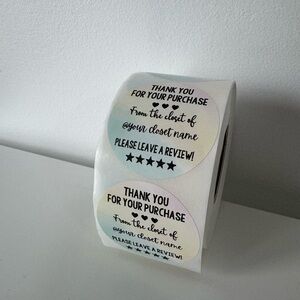 THANK YOU
FOR YOUR PURCHASE
From the closet of
@your closet name
PLEASE LEAVE A REVIEW!
THANK YOU
FOR YOUR PURCHASE
From the closet of
@your closet name
PLEASE LEAVE A REVIEW!